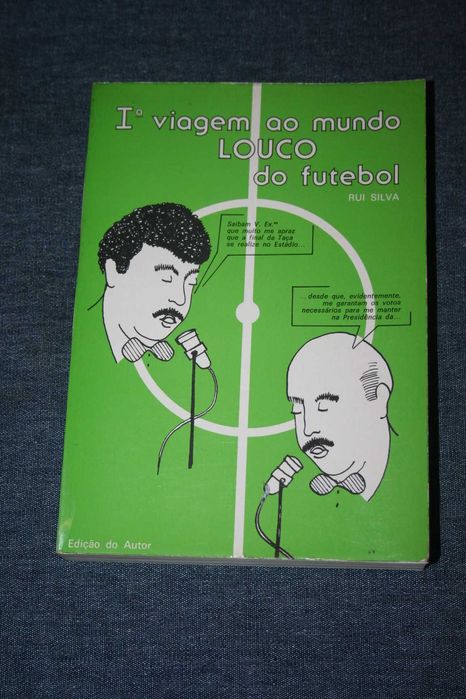 Iª viagem ao mundo
LOUCO
do futebol
RUI SILVA
Saibam V. Ex.ᵃˢ
que muito me apraz
que a final da Taça
se realize no Estádio...
...desde que, evidentemente,
me garantam os votos
necessários para me manter
na Presidência da...
Edição do Autor